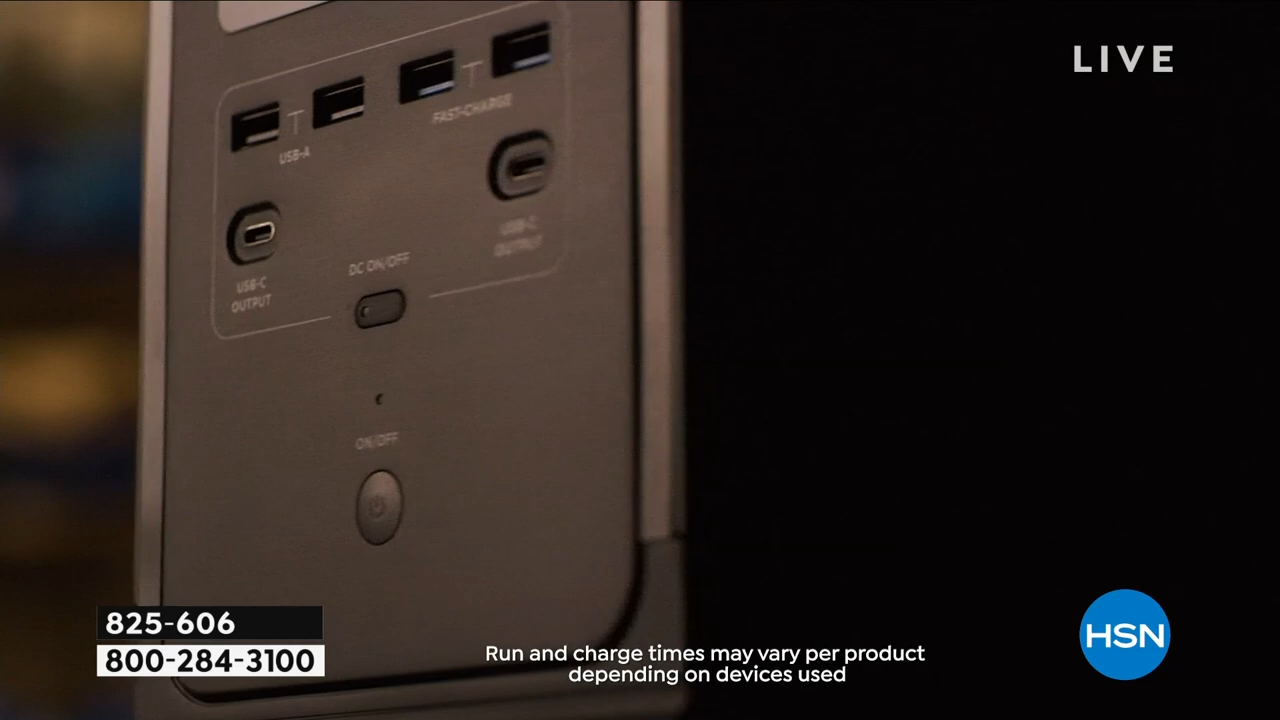 LIVE
FAST-CHARGE
USB-A
USB-C
OUTPUT
DC ON/OFF
USB-C
OUTPUT
ON/OFF
825-606
800-284-3100
Run and charge times may vary per product
depending on devices used
HSN